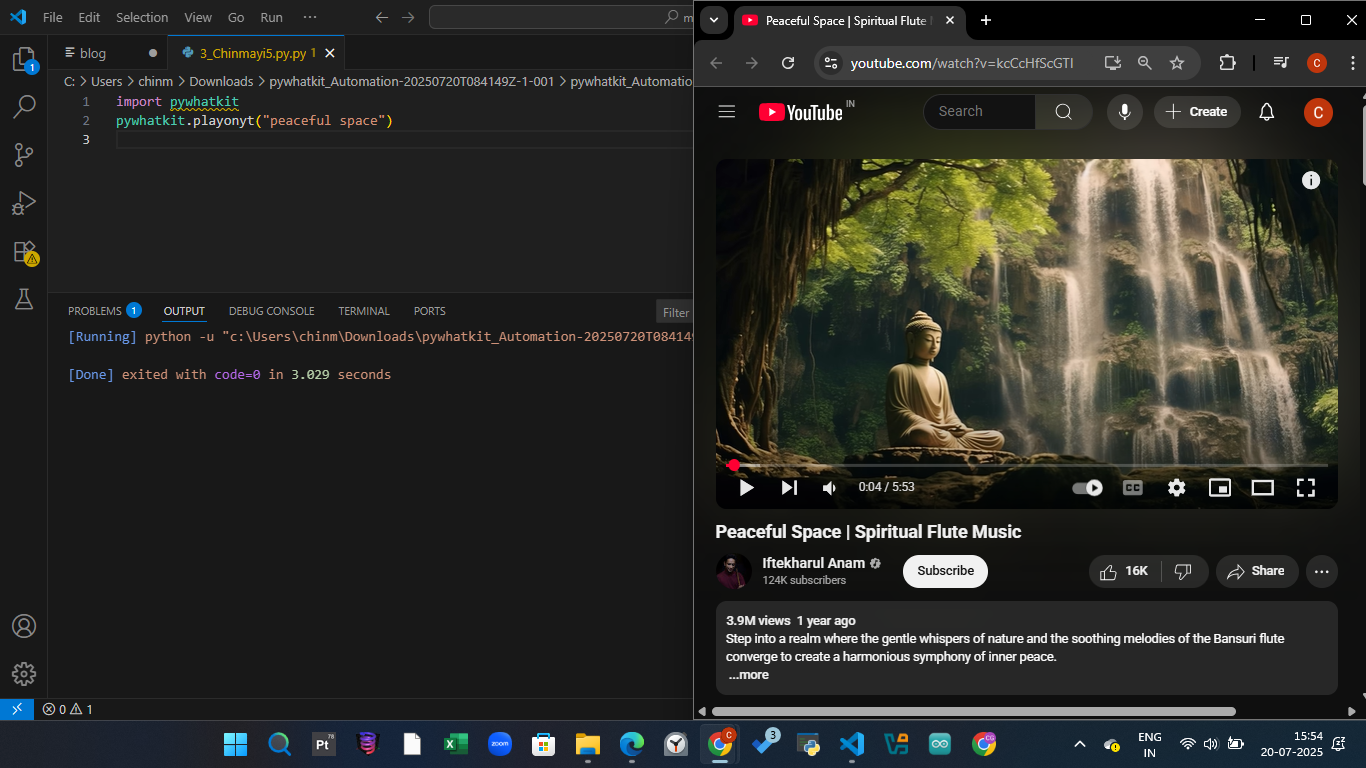 File Edit Selection View Go Run ···
blog
3_Chinmayi5.py.py 1
C: > Users > chinm > Downloads > pywhatkit_Automation-20250720T084149Z-1-001 > pywhatkit_Automatio
1 import pywhatkit
2 pywhatkit.playonyt("peaceful space")
3
PROBLEMS 1 OUTPUT DEBUG CONSOLE TERMINAL PORTS
Filter
[Running] python -u "c:\Users\chinm\Downloads\pywhatkit_Automation-20250720T08414
[Done] exited with code=0 in 3.029 seconds
1
0 1
Peaceful Space | Spiritual Flute
youtube.com/watch?v=kcCcHfScGTI
C
YouTube IN
Search
Create
C
0:04 / 5:53
CC
Peaceful Space | Spiritual Flute Music
Iftekharul Anam
124K subscribers
Subscribe
16K
Share
3.9M views 1 year ago
Step into a realm where the gentle whispers of nature and the soothing melodies of the Bansuri flute
converge to create a harmonious symphony of inner peace.
...more
Pt
zoom
C
3
CG
ENG
IN
15:54
20-07-2025